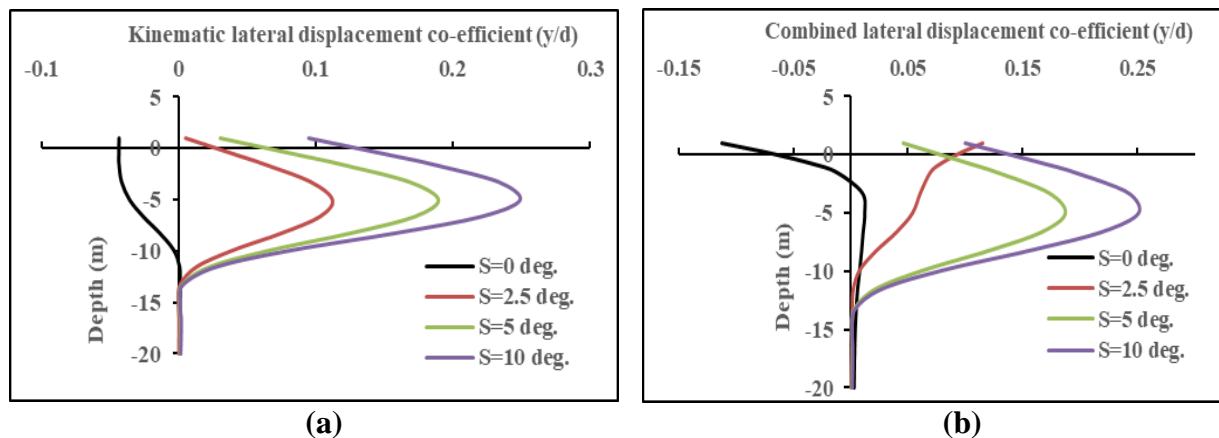 Kinematic lateral displacement co-efficient (y/d)
-0.1 0 0.1 0.2 0.3
5
0
-5
-10
-15
-20
Depth (m)
S=0 deg.
S=2.5 deg.
S=5 deg.
S=10 deg.
(a)
Combined lateral displacement co-efficient (y/d)
-0.15 -0.05 0.05 0.15 0.25
5
0
-5
-10
-15
-20
Depth (m)
S=0 deg.
S=2.5 deg.
S=5 deg.
S=10 deg.
(b)